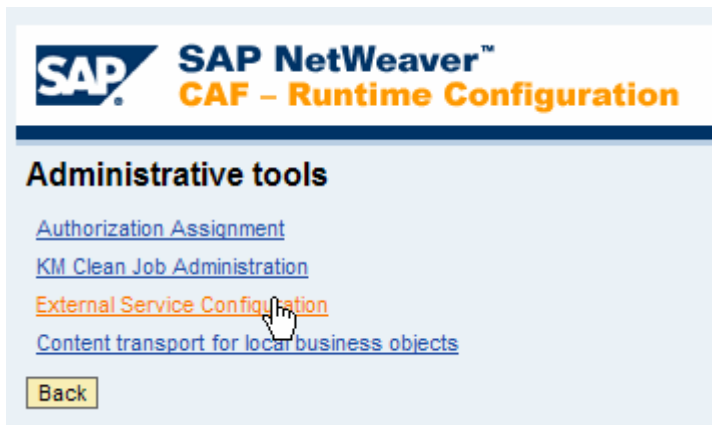 SAP
SAP NetWeaver™
CAF – Runtime Configuration
Administrative tools
Authorization Assignment
KM Clean Job Administration
External Service Configuration
Content transport for local business objects
Back